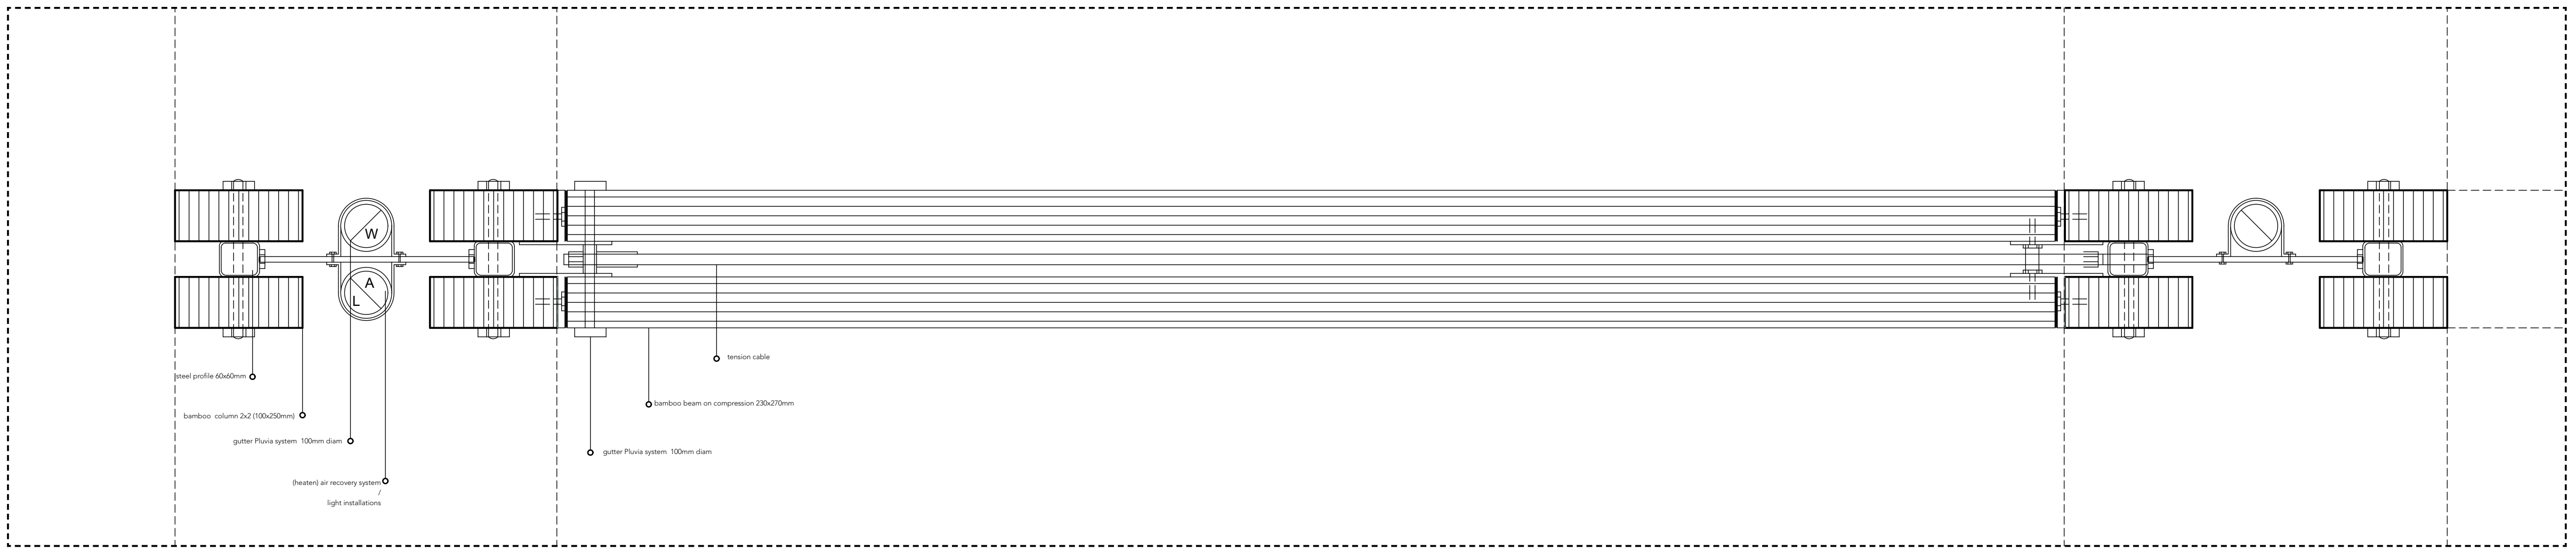 W
A
L
tension cable
steel profile 60x60mm
bamboo beam on compression 230x270mm
bamboo  column 2x2 (100x250mm)
gutter Pluvia system  100mm diam
gutter Pluvia system  100mm diam
(heaten) air recovery system
/
light installations